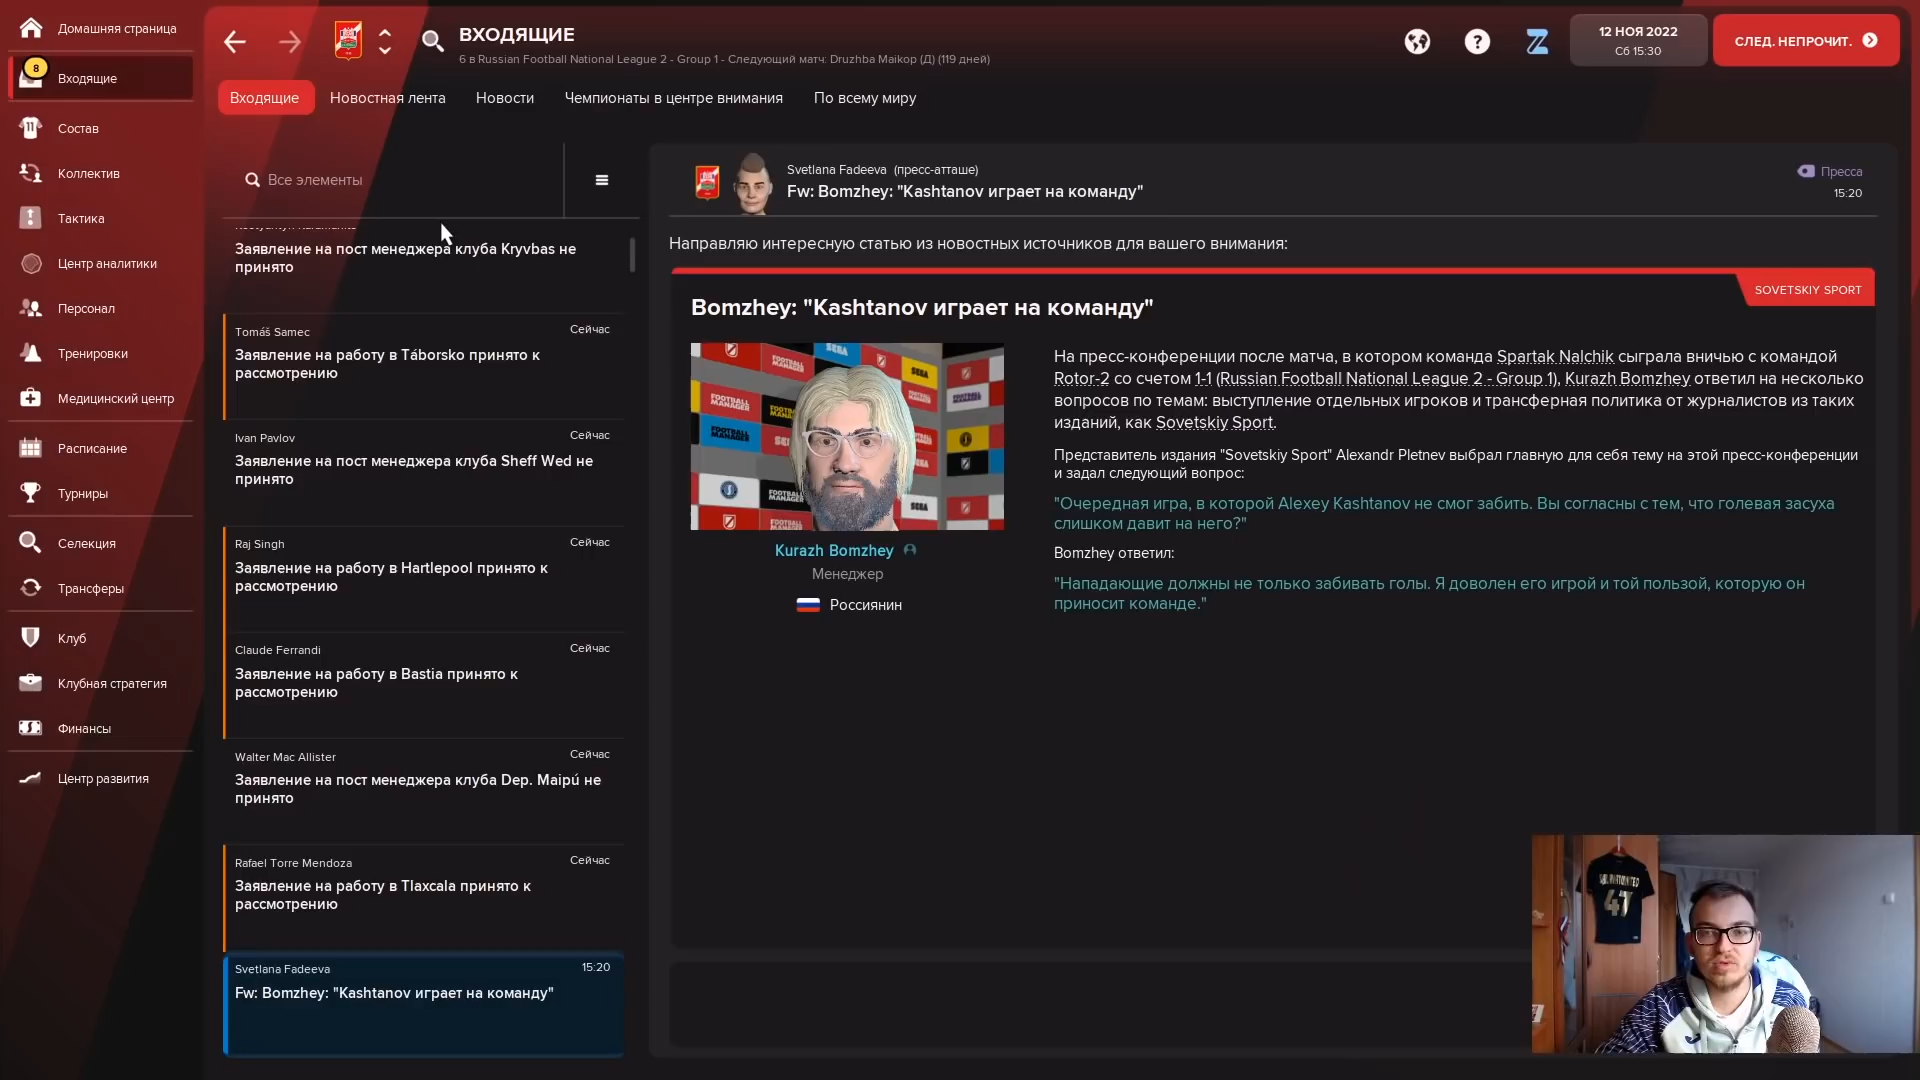 Домашняя страница
8
Входящие
Состав
Коллектив
Тактика
Центр аналитики
Персонал
Тренировки
Медицинский центр
Расписание
Турниры
Селекция
Трансферы
Клуб
Клубная стратегия
Финансы
Центр развития
ВХОДЯЩИЕ
6 в Russian Football National League 2 - Group 1 - Следующий матч: Druzhba Maikop (Д) (119 дней)
12 НОЯ 2022
Сб 15:30
СЛЕД. НЕПРОЧИТ.
Входящие
Новостная лента
Новости
Чемпионаты в центре внимания
По всему миру
Все элементы
Заявление на пост менеджера клуба Kryvbas не
принято
Tomáš Samec
Сейчас
Заявление на работу в Táborsko принято к
рассмотрению
Ivan Pavlov
Сейчас
Заявление на пост менеджера клуба Sheff Wed не
принято
Raj Singh
Сейчас
Заявление на работу в Hartlepool принято к
рассмотрению
Claude Ferrandi
Сейчас
Заявление на работу в Bastia принято к
рассмотрению
Walter Mac Allister
Сейчас
Заявление на пост менеджера клуба Dep. Maipú не
принято
Rafael Torre Mendoza
Сейчас
Заявление на работу в Tlaxcala принято к
рассмотрению
Svetlana Fadeeva
15:20
Fw: Bomzhey: "Kashtanov играет на команду"
Svetlana Fadeeva (пресс-атташе)
Fw: Bomzhey: "Kashtanov играет на команду"
Пресса
15:20
Направляю интересную статью из новостных источников для вашего внимания:
SOVETSKIY SPORT
Bomzhey: "Kashtanov играет на команду"
FOOTBALL MANAGER
SEGA
Kurazh Bomzhey
Менеджер
Россиянин
На пресс-конференции после матча, в котором команда Spartak Nalchik сыграла вничью с командой
Rotor-2 со счетом 1-1 (Russian Football National League 2 - Group 1), Kurazh Bomzhey ответил на несколько
вопросов по темам: выступление отдельных игроков и трансферная политика от журналистов из таких
изданий, как Sovetskiy Sport.
Представитель издания "Sovetskiy Sport" Alexandr Pletnev выбрал главную для себя тему на этой пресс-конференции
и задал следующий вопрос:
"Очередная игра, в которой Alexey Kashtanov не смог забить. Вы согласны с тем, что голевая засуха
слишком давит на него?"
Bomzhey ответил:
"Нападающие должны не только забивать голы. Я доволен его игрой и той пользой, которую он
приносит команде."
47